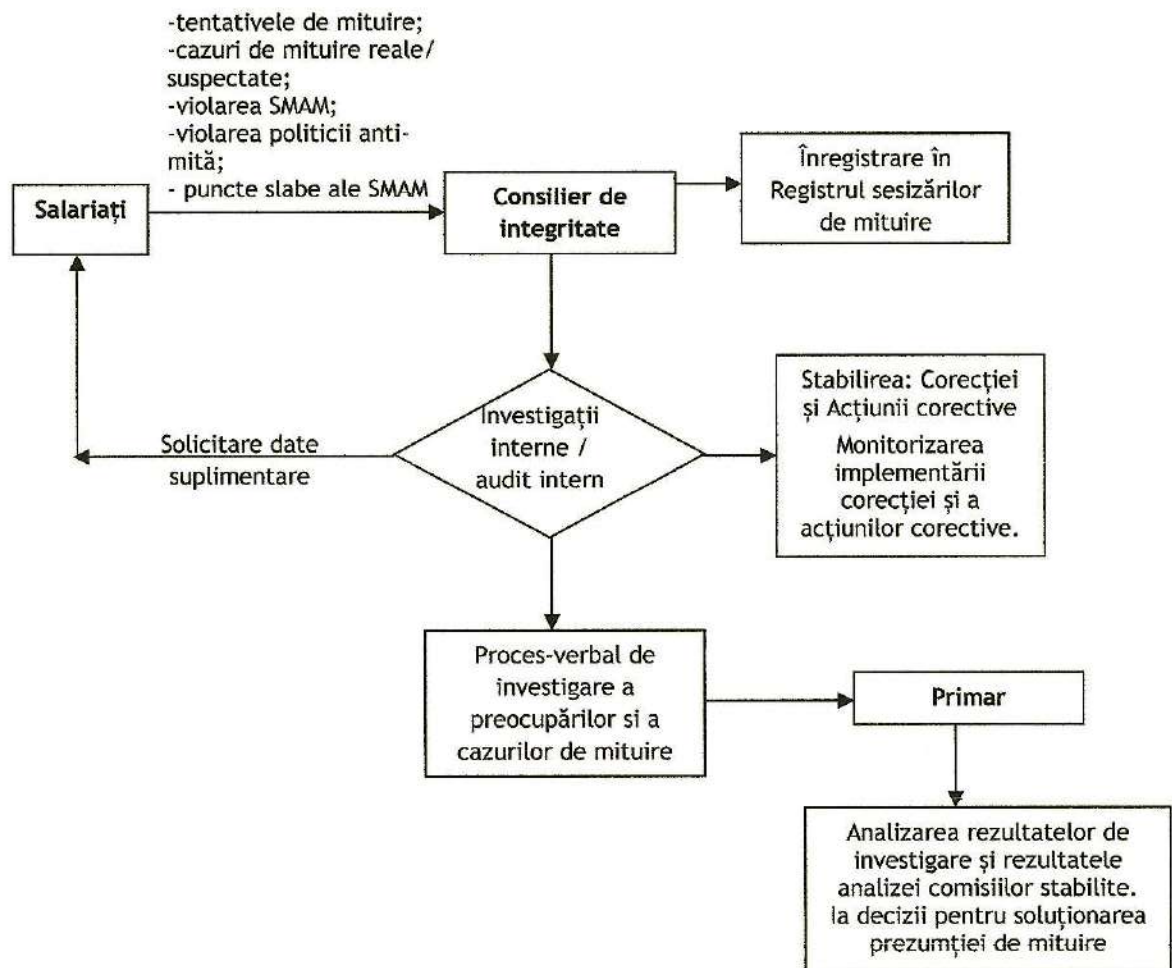 -tentativele de mituire;
-cazuri de mituire reale/
suspectate;
-violarea SMAM;
-violarea politicii anti-
mită;
- puncte slabe ale SMAM
Salariați
Consilier de
integritate
Înregistrare în
Registrul sesizărilor
de mituire
Investigații
interne /
audit intern
Solicitare date
suplimentare
Stabilirea: Corecției
și Acțiunii corective
Monitorizarea
implementării
corecției și a
acțiunilor corective.
Proces-verbal de
investigare a
preocupărilor si a
cazurilor de mituire
Primar
Analizarea rezultatelor de
investigare și rezultatele
analizei comisiilor stabilite.
Ia decizii pentru soluționarea
prezumției de mituire